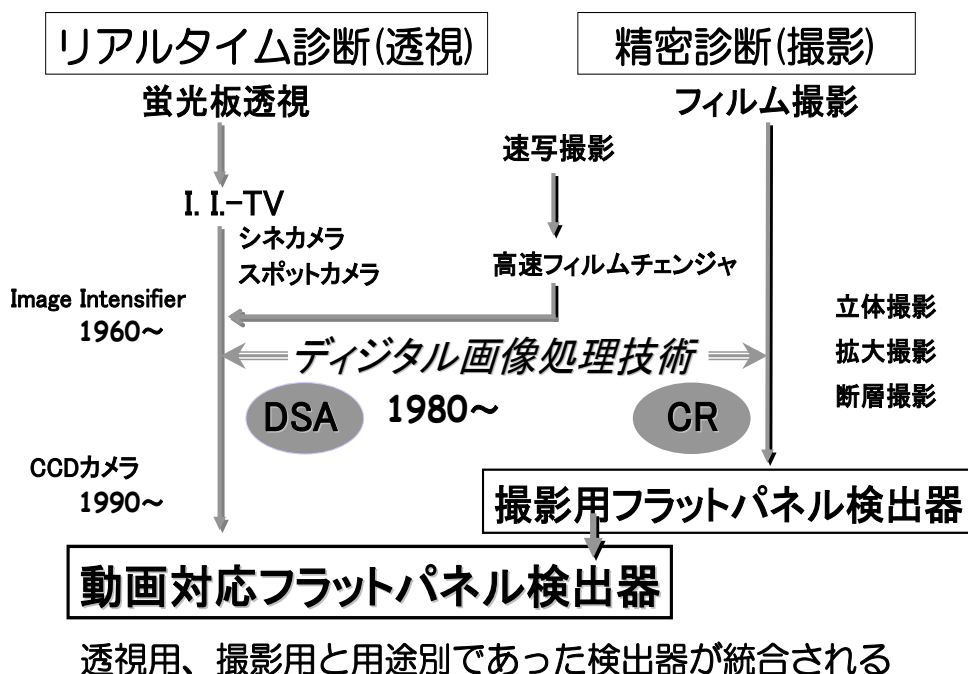 リアルタイム診断(透視)
精密診断(撮影)
蛍光板透視
フィルム撮影
速写撮影
I. I.-TV
シネカメラ
スポットカメラ
高速フィルムチェンジャ
Image Intensifier
1960～
立体撮影
拡大撮影
断層撮影
ディジタル画像処理技術
DSA
1980～
CR
CCDカメラ
1990～
撮影用フラットパネル検出器
動画対応フラットパネル検出器
透視用、撮影用と用途別であった検出器が統合される